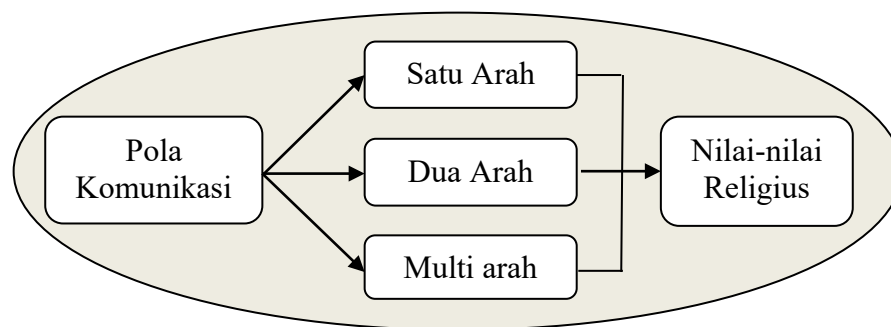 Pola
Komunikasi
Satu Arah
Dua Arah
Multi arah
Nilai-nilai
Religius